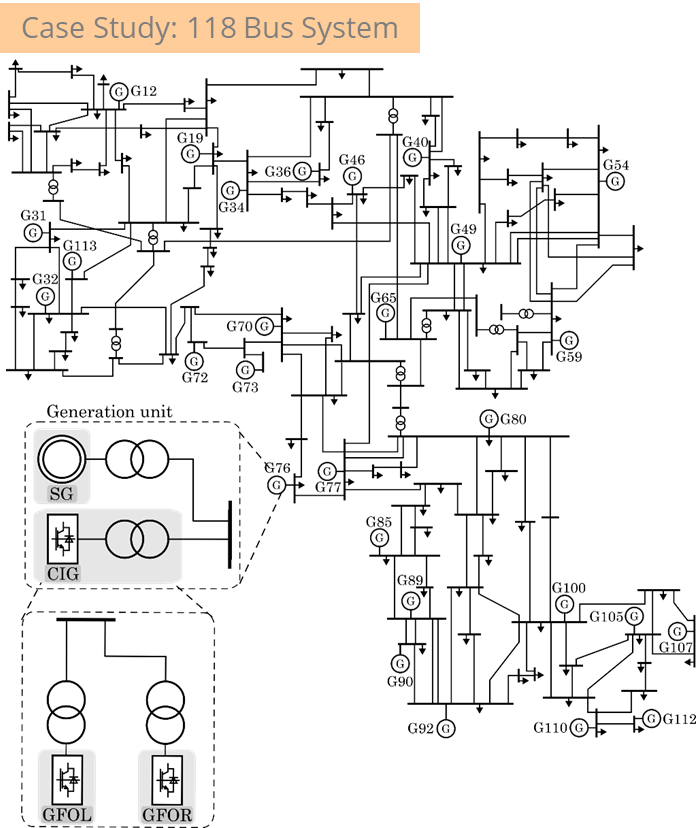 Case Study: 118 Bus System
G G12
G19
G
G40
G
G36 G
G46
G
G54
G
G
G34
G31
G
G113
G
G49
G
G32
G
G65
G
G70 G
G
G59
G
G72
G
G73
Generation unit
G G80
SG
G76
G
G
G77
CIG
G85
G
G89
G
G100
G
G105 G
G
G107
G
G90
G92 G
G110 G
G G112
GFOL
GFOR